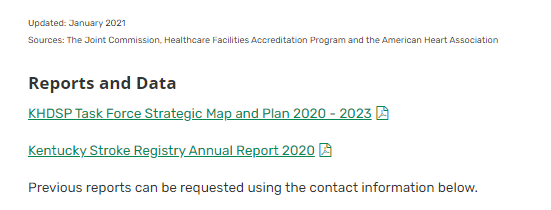 Updated: January 2021
Sources: The Joint Commission, Healthcare Facilities Accreditation Program and the American Heart Association
Reports and Data
KHDSP Task Force Strategic Map and Plan 2020 - 2023
Kentucky Stroke Registry Annual Report 2020
Previous reports can be requested using the contact information below.